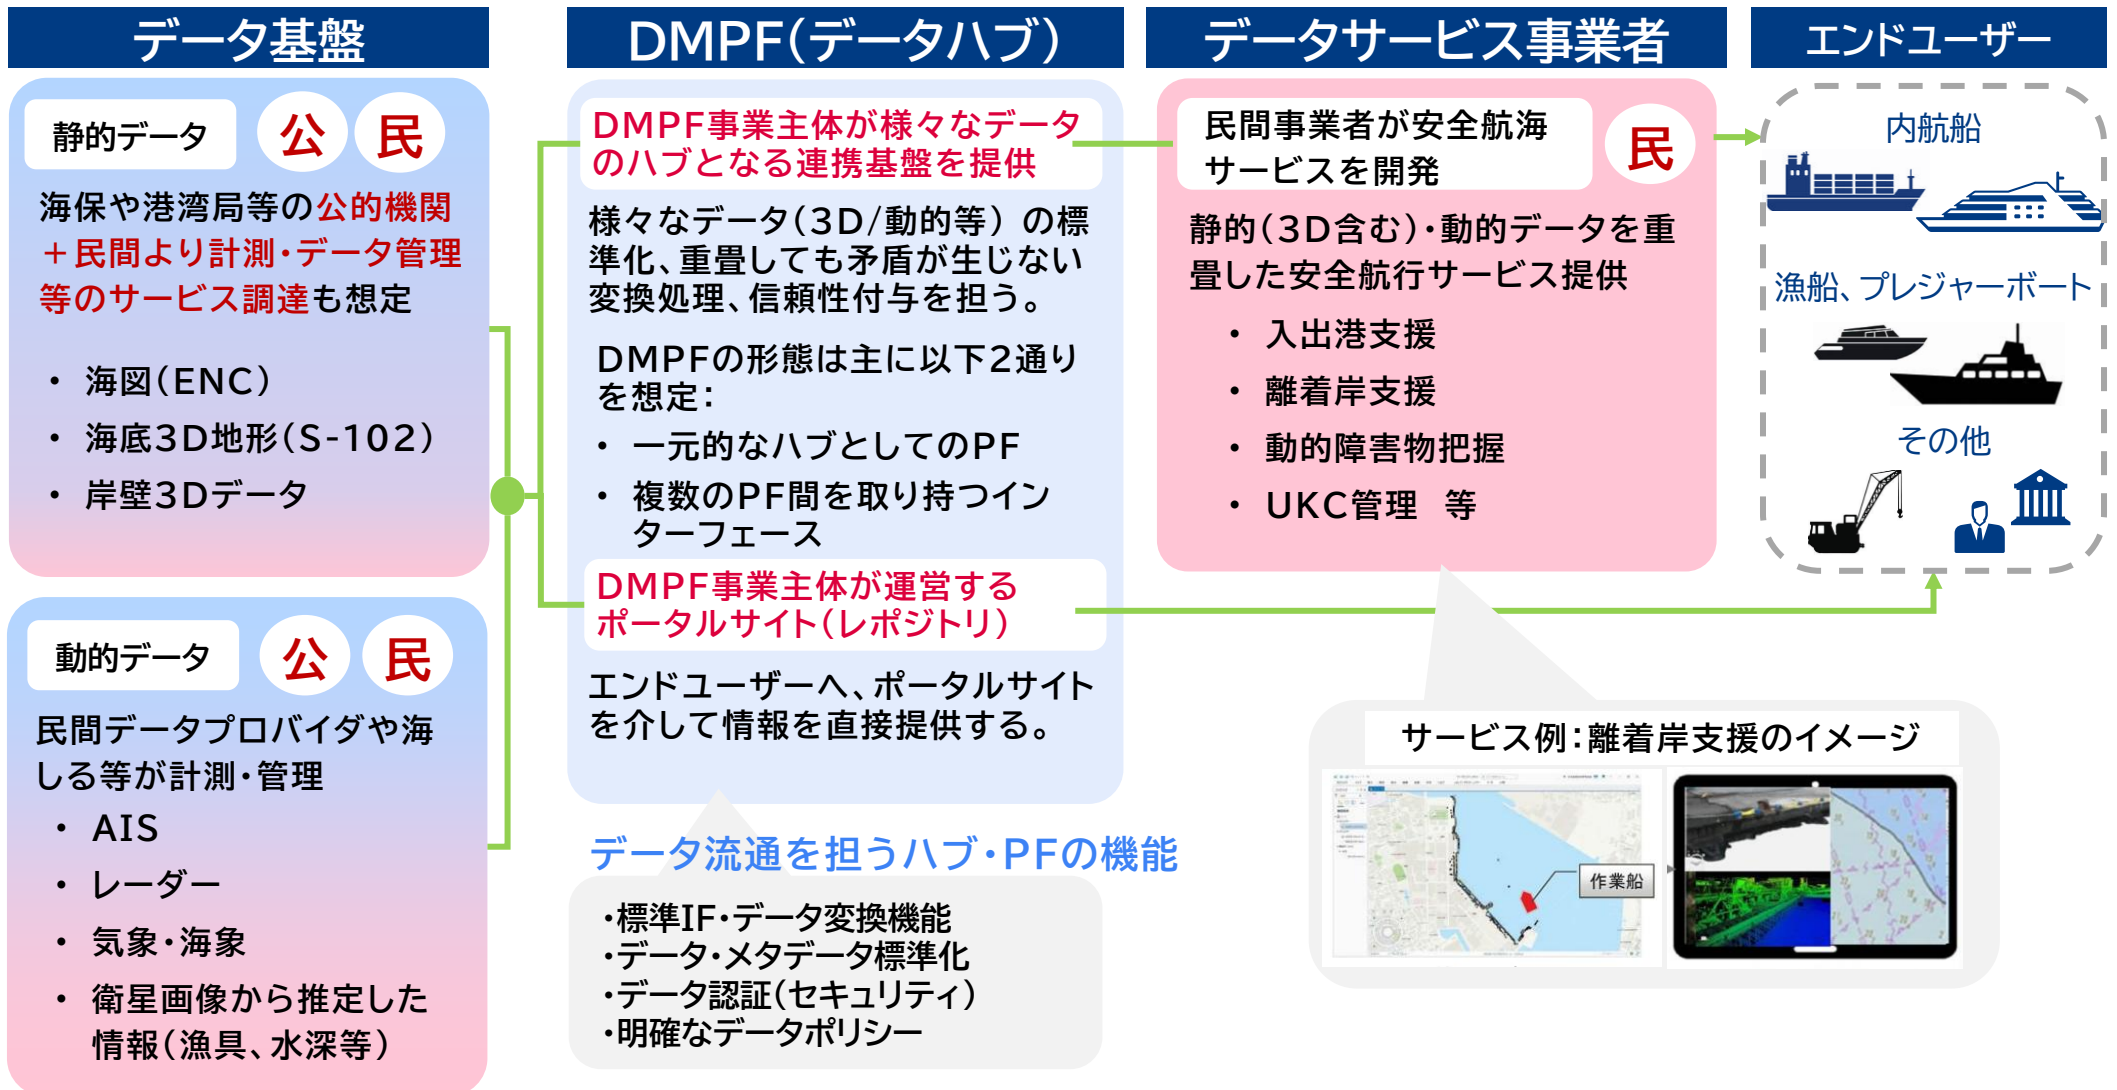 データ基盤
静的データ
公
民
海保や港湾局等の公的機関
＋民間より計測・データ管理
等のサービス調達も想定
・ 海図(ENC)
・ 海底3D地形(S-102)
・ 岸壁3Dデータ
動的データ
公
民
民間データプロバイダや海
しる等が計測・管理
・ AIS
・ レーダー
・ 気象・海象
・ 衛星画像から推定した
情報(漁具、水深等)
DMPF(データハブ)
DMPF事業主体が様々なデータ
のハブとなる連携基盤を提供
様々なデータ(3D/動的等) の標
準化、重畳しても矛盾が生じない
変換処理、信頼性付与を担う。
DMPFの形態は主に以下2通り
を想定：
・ 一元的なハブとしてのPF
・ 複数のPF間を取り持つイン
ターフェース
DMPF事業主体が運営する
ポータルサイト(レポジトリ)
エンドユーザーへ、ポータルサイト
を介して情報を直接提供する。
データ流通を担うハブ・PFの機能
・標準IF・データ変換機能
・データ・メタデータ標準化
・データ認証(セキュリティ)
・明確なデータポリシー
データサービス事業者
民間事業者が安全航海
サービスを開発
民
静的(3D含む)・動的データを重
畳した安全航行サービス提供
・ 入出港支援
・ 離着岸支援
・ 動的障害物把握
・ UKC管理 等
サービス例：離着岸支援のイメージ
作業船
エンドユーザー
内航船
漁船、プレジャーボート
その他